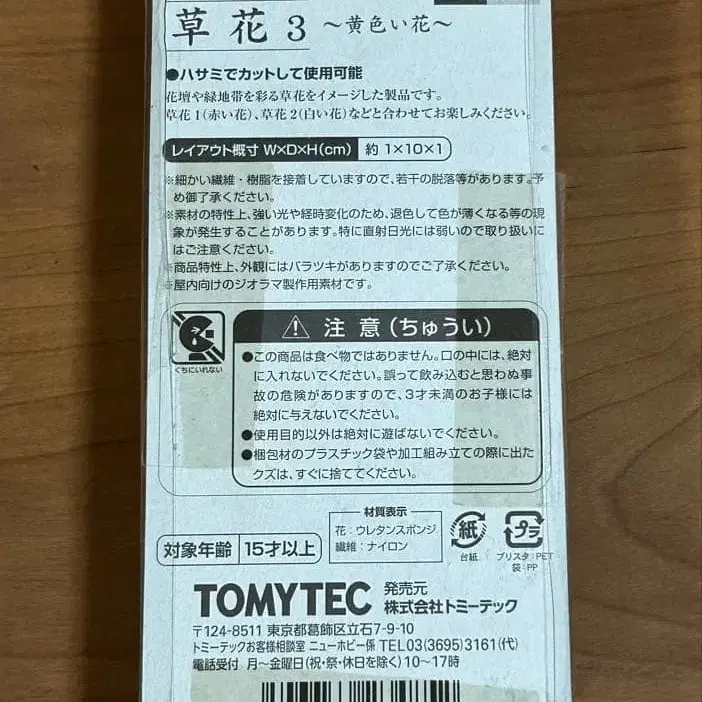 草花3 ～黄色い花～
●ハサミでカットして使用可能
花壇や緑地帯を彩る草花をイメージした製品です。
草花1(赤い花)、草花2(白い花)などと合わせてお楽しみください。
レイアウト概寸 W×D×H(cm) 約 1×10×1
※細かい繊維・樹脂を接着していますので、若干の脱落等があります。予
め御了承ください。
※素材の特性上、強い光や経時変化のため、退色して色が薄くなる等の現
象が発生することがあります。特に直射日光には弱いので取り扱いに
はご注意ください。
※商品特性上、外観にはバラツキがありますのでご了承ください。
※屋内向けのジオラマ製作用素材です。
くちにいれない
注意(ちゅうい)
●この商品は食べ物ではありません。口の中には、絶対
に入れないでください。誤って飲み込むと思わぬ事
故の危険がありますので、3才未満のお子様には
絶対に与えないでください。
●使用目的以外は絶対に遊ばないでください。
●梱包材のプラスチック袋や加工組み立ての際に出た
クズは、すぐに捨ててください。
対象年齢 15才以上
材質表示
花：ウレタンスポンジ
繊維：ナイロン
紙
台紙
プラ
ブリスタ：PET
袋：PP
TOMYTEC 発売元
株式会社トミーテック
〒124-8511 東京都葛飾区立石7-9-10
トミーテックお客様相談室 ニューホビー係 TEL03(3695)3161(代)
電話受付 月～金曜日(祝・祭・休日を除く)10～17時